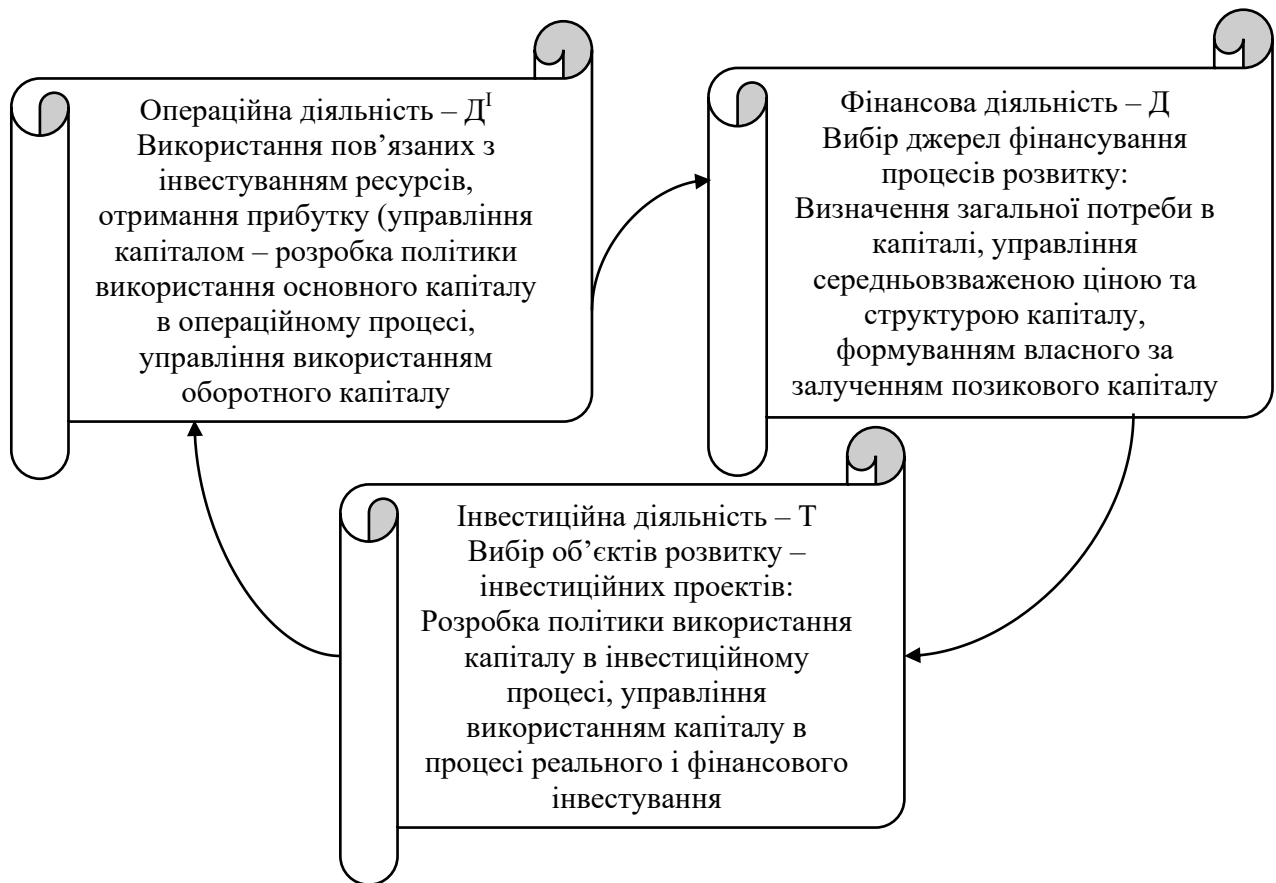 Операційна діяльність – Д^І
Використання пов’язаних з
інвестуванням ресурсів,
отримання прибутку (управління
капіталом – розробка політики
використання основного капіталу
в операційному процесі,
управління використанням
оборотного капіталу
Фінансова діяльність – Д
Вибір джерел фінансування
процесів розвитку:
Визначення загальної потреби в
капіталі, управління
середньовзваженою ціною та
структурою капіталу,
формуванням власного за
залученням позикового капіталу
Інвестиційна діяльність – Т
Вибір об’єктів розвитку –
інвестиційних проектів:
Розробка політики використання
капіталу в інвестиційному
процесі, управління
використанням капіталу в
процесі реального і фінансового
інвестування